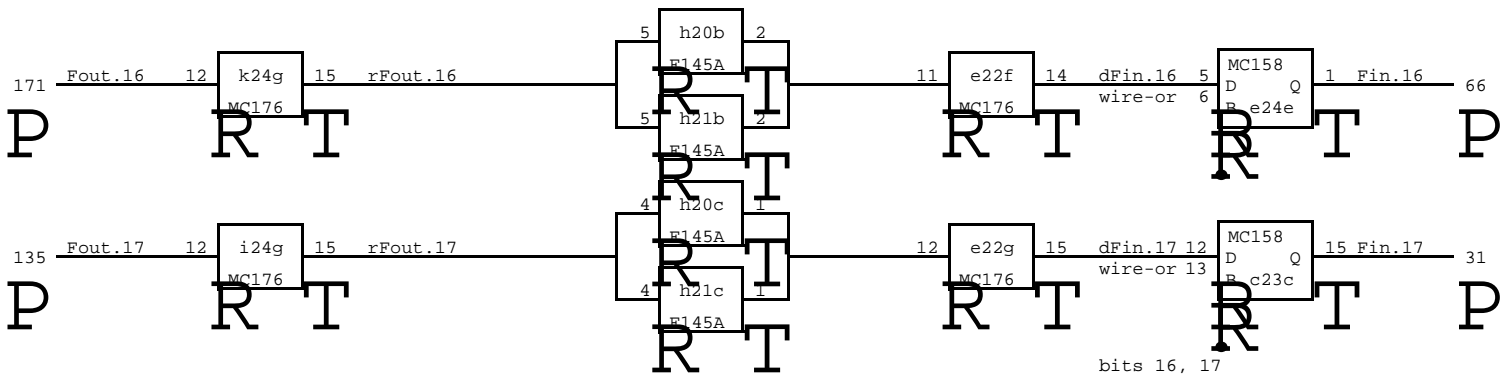 h20b
5 2
F145A
R T
171 Fout.16 12 k24g 15 rFout.16 11 e22f 14 dFin.16 5 MC158 1 Fin.16 66
MC176 MC176 wire-or 6 D Q
B e24e
P R T R T R T P
R
h21b
5 2
F145A
R T
h20c
4 1
F145A
R T
135 Fout.17 12 i24g 15 rFout.17 12 e22g 15 dFin.17 12 MC158 15 Fin.17 31
MC176 MC176 wire-or 13 D Q
B c23c
P R T R T R T P
R
h21c
4 1
F145A
R T
bits 16, 17